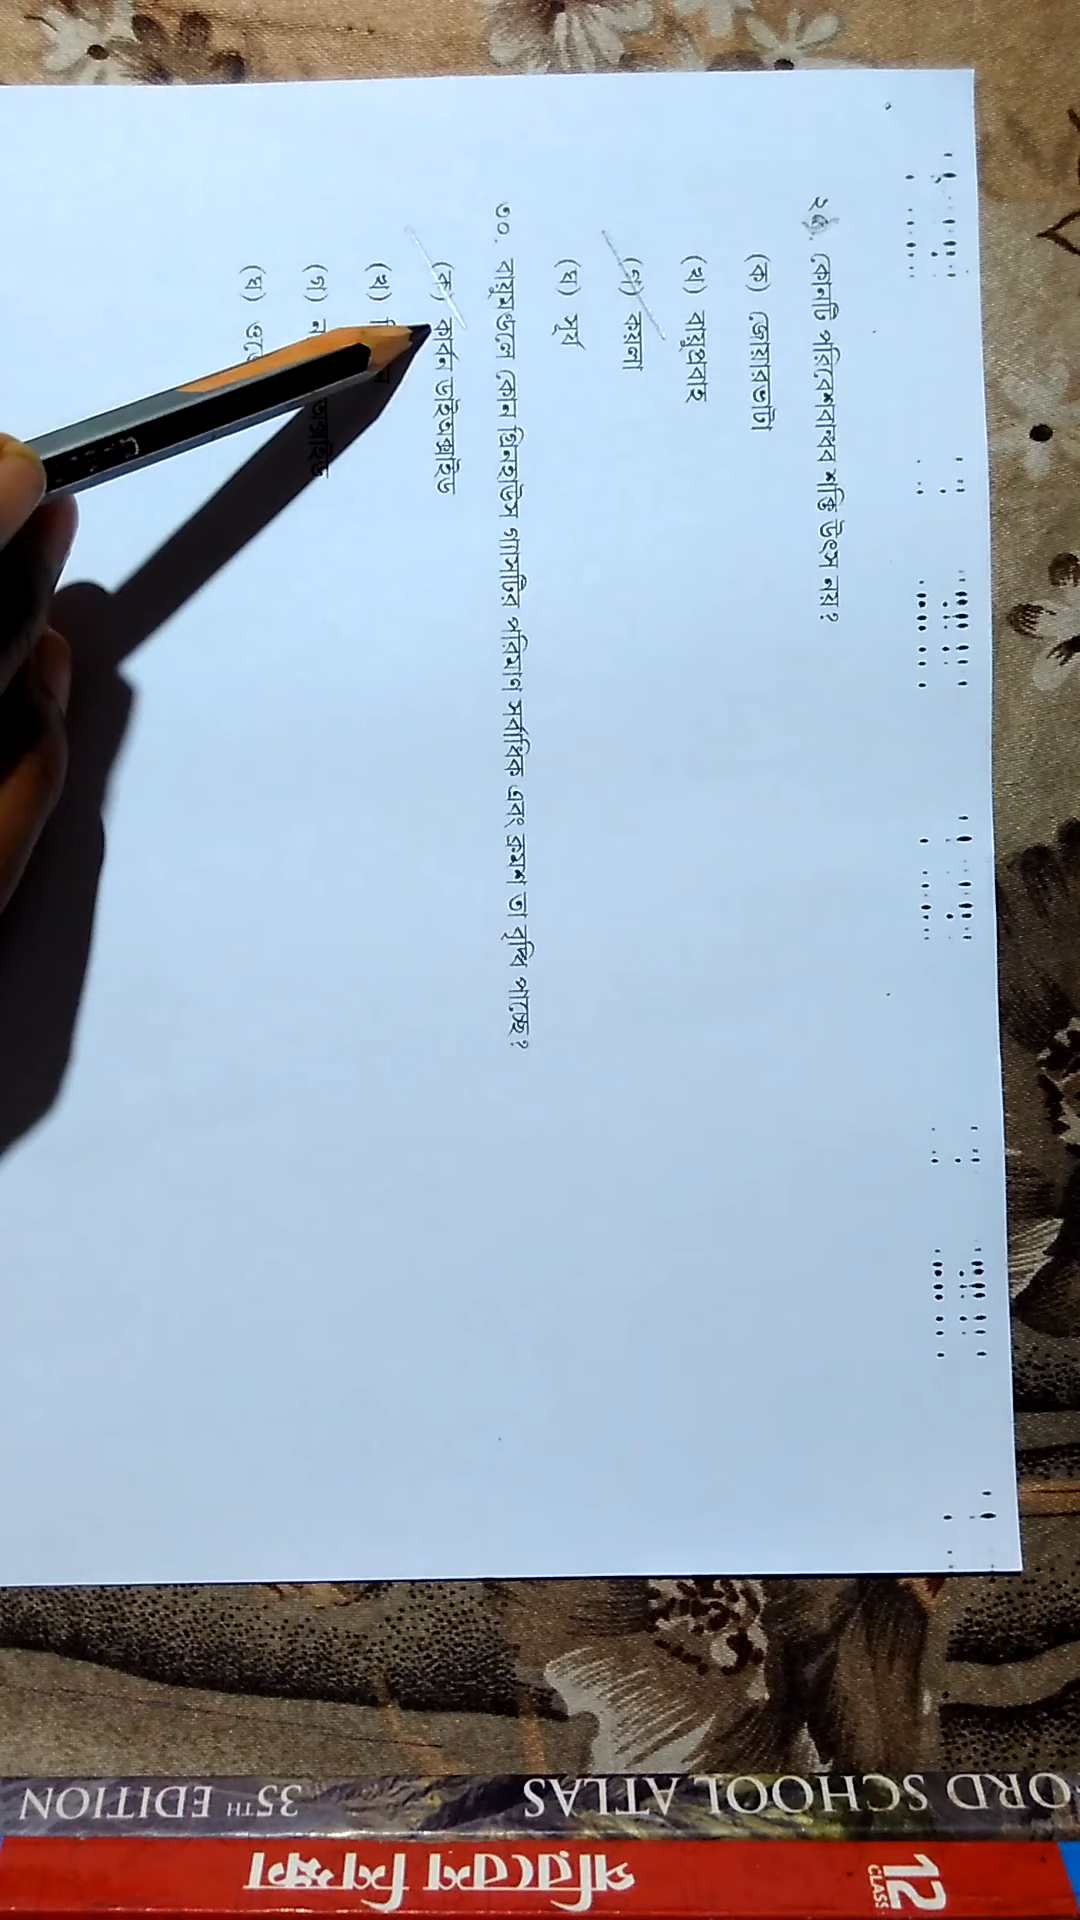 ২৯. কোনটি পরিবেশবান্ধব শক্তি উৎস নয়?
(ক) জোয়ারভাটা
(খ) বায়ুপ্রবাহ
(গ) কয়লা
(ঘ) সূর্য
৩০. বায়ুমণ্ডলে কোন গ্রিনহাউস গ্যাসটির পরিমাণ সর্বাধিক এবং ক্রমশ তা বৃদ্ধি পাচ্ছে?
(ক) কার্বন ডাইঅক্সাইড
(খ)
(গ)
(ঘ)
ORD SCHOOL ATLAS 35TH EDITION
12 CLASS পরিবেশ শিক্ষা